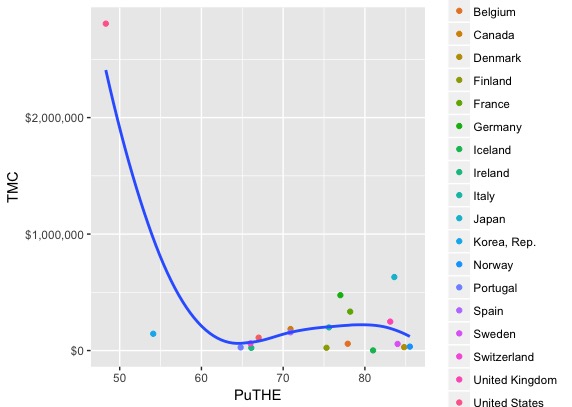 TMC
$2,000,000
$1,000,000
$0
50 60 70 80
PuTHE
Belgium
Canada
Denmark
Finland
France
Germany
Iceland
Ireland
Italy
Japan
Korea, Rep.
Norway
Portugal
Spain
Sweden
Switzerland
United Kingdom
United States